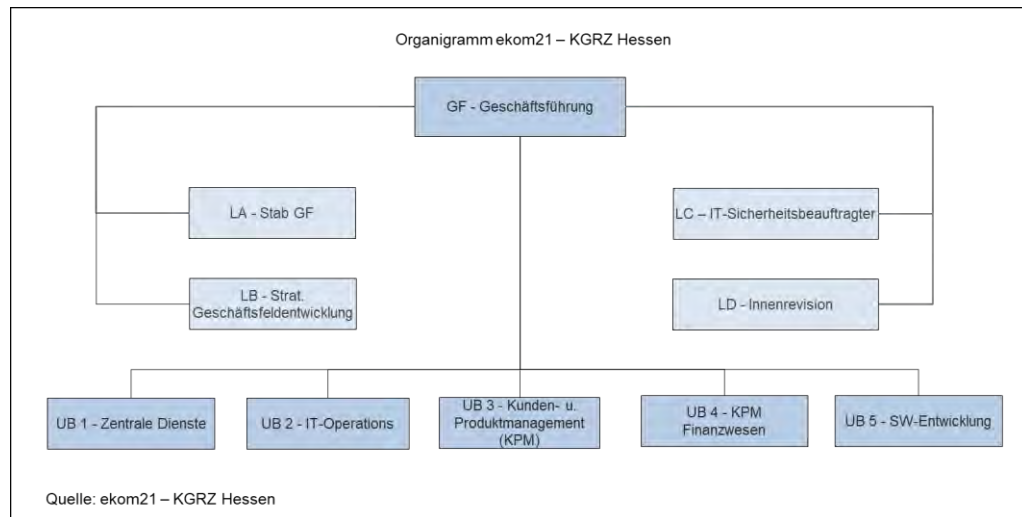 Organigramm ekom21 – KGRZ Hessen
GF - Geschäftsführung
LA - Stab GF
LC – IT-Sicherheitsbeauftragter
LB - Strat.
Geschäftsfeldentwicklung
LD - Innenrevision
UB 1 - Zentrale Dienste
UB 2 - IT-Operations
UB 3 - Kunden- u.
Produktmanagement
(KPM)
UB 4 - KPM
Finanzwesen
UB 5 - SW-Entwicklung
Quelle: ekom21 – KGRZ Hessen